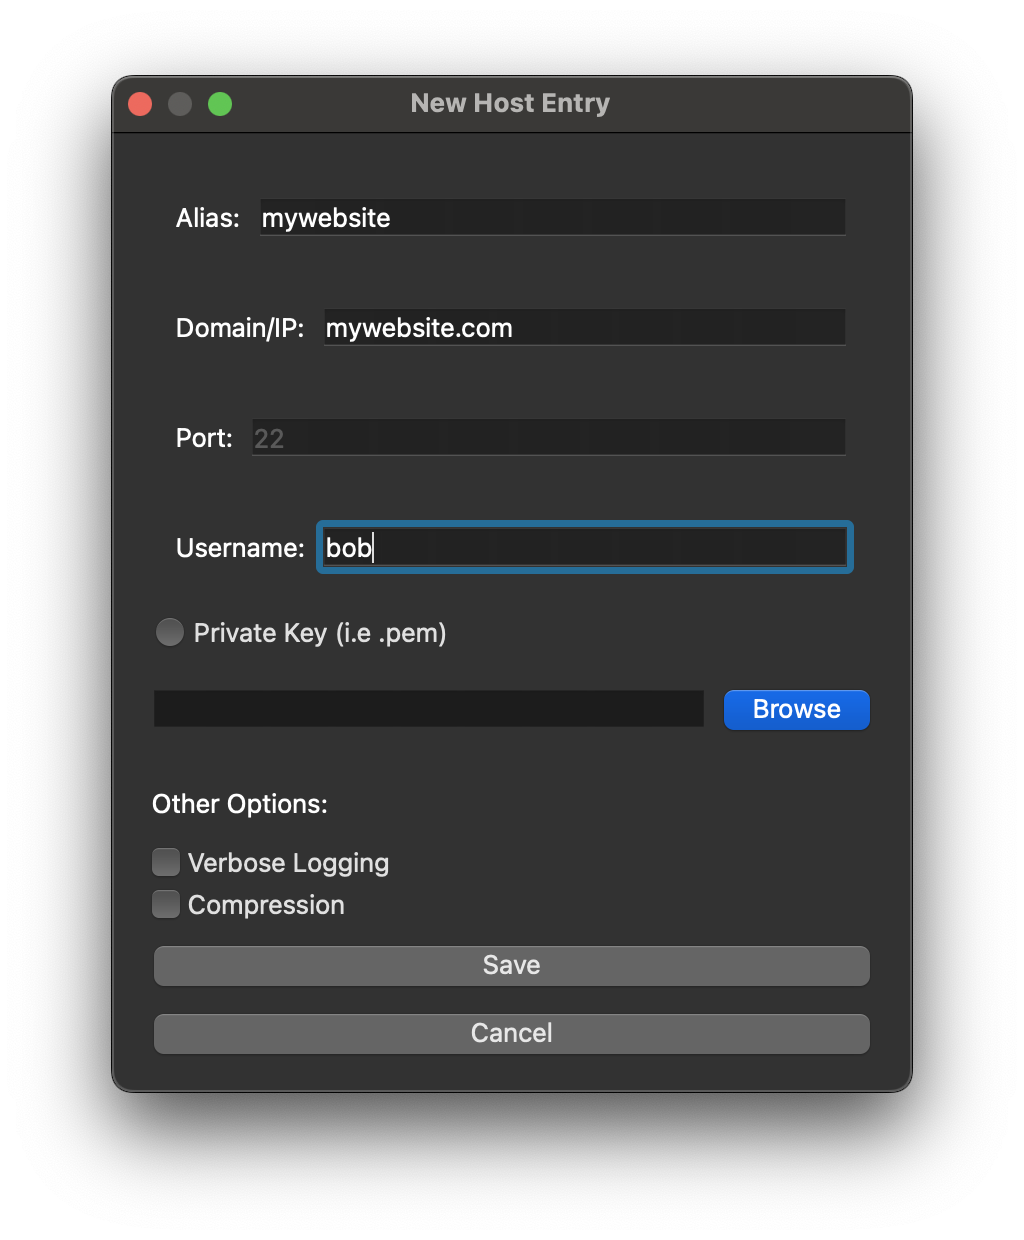 New Host Entry
Alias: mywebsite
Domain/IP: mywebsite.com
Port: 22
Username: bob
Private Key (i.e .pem)
Browse
Other Options:
Verbose Logging
Compression
Save
Cancel